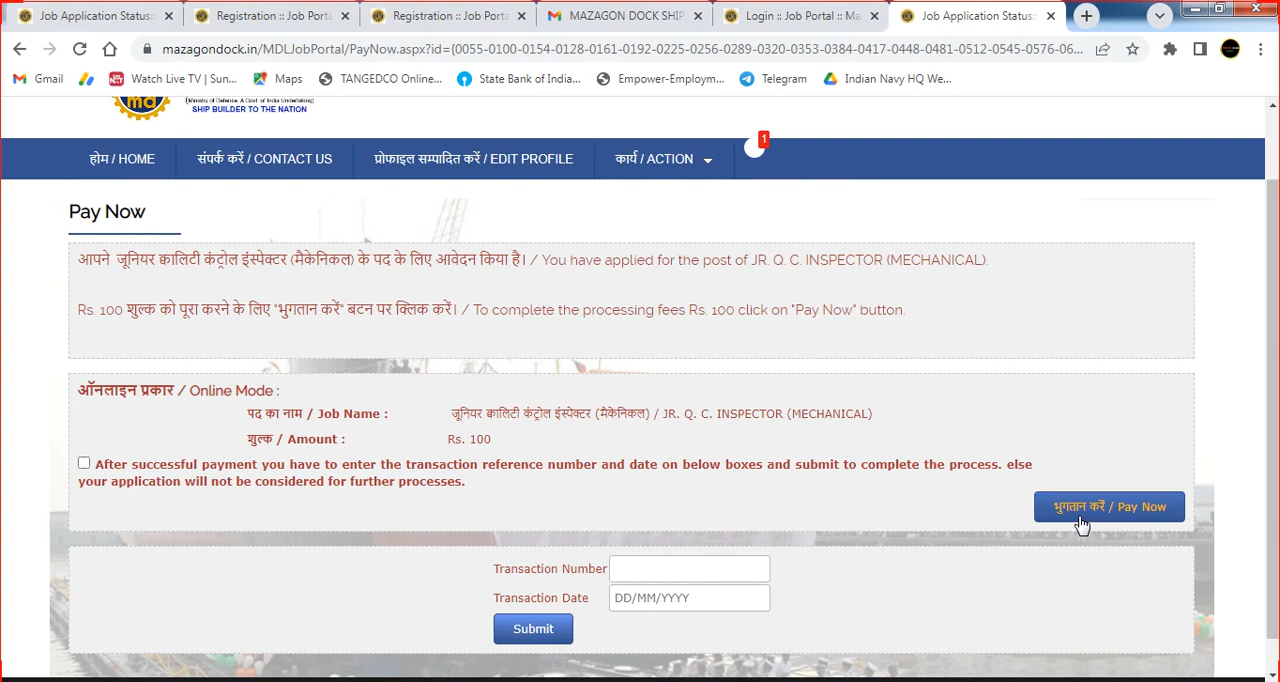 Job Application Status:
Registration :: Job Porta
Registration :: Job Porta
MAZAGON DOCK SHIP
Login :: Job Portal :: Ma
Job Application Status:
mazagondock.in/MDLJobPortal/PayNow.aspx?id={0055-0100-0154-0128-0161-0192-0225-0256-0289-0320-0353-0384-0417-0448-0481-0512-0545-0576-06...
Gmail
Watch Live TV | Sun...
Maps
TANGEDCO Online...
State Bank of India...
Empower-Employm...
Telegram
Indian Navy HQ We...
(Ministry of Defence, A Govt. of India Undertaking)
SHIP BUILDER TO THE NATION
होम / HOME
संपर्क करें / CONTACT US
प्रोफाइल सम्पादित करें / EDIT PROFILE
कार्य / ACTION
1
Pay Now
आपने जूनियर क्वालिटी कंट्रोल इंस्पेक्टर (मैकेनिकल) के पद के लिए आवेदन किया है। / You have applied for the post of JR. Q. C. INSPECTOR (MECHANICAL).
Rs. 100 शुल्क को पूरा करने के लिए "भुगतान करें" बटन पर क्लिक करें। / To complete the processing fees Rs. 100 click on "Pay Now" button.
ऑनलाइन प्रकार / Online Mode :
पद का नाम / Job Name :
जूनियर क्वालिटी कंट्रोल इंस्पेक्टर (मैकेनिकल) / JR. Q. C. INSPECTOR (MECHANICAL)
शुल्क / Amount :
Rs. 100
After successful payment you have to enter the transaction reference number and date on below boxes and submit to complete the process. else
your application will not be considered for further processes.
भुगतान करें / Pay Now
Transaction Number
Transaction Date
DD/MM/YYYY
Submit